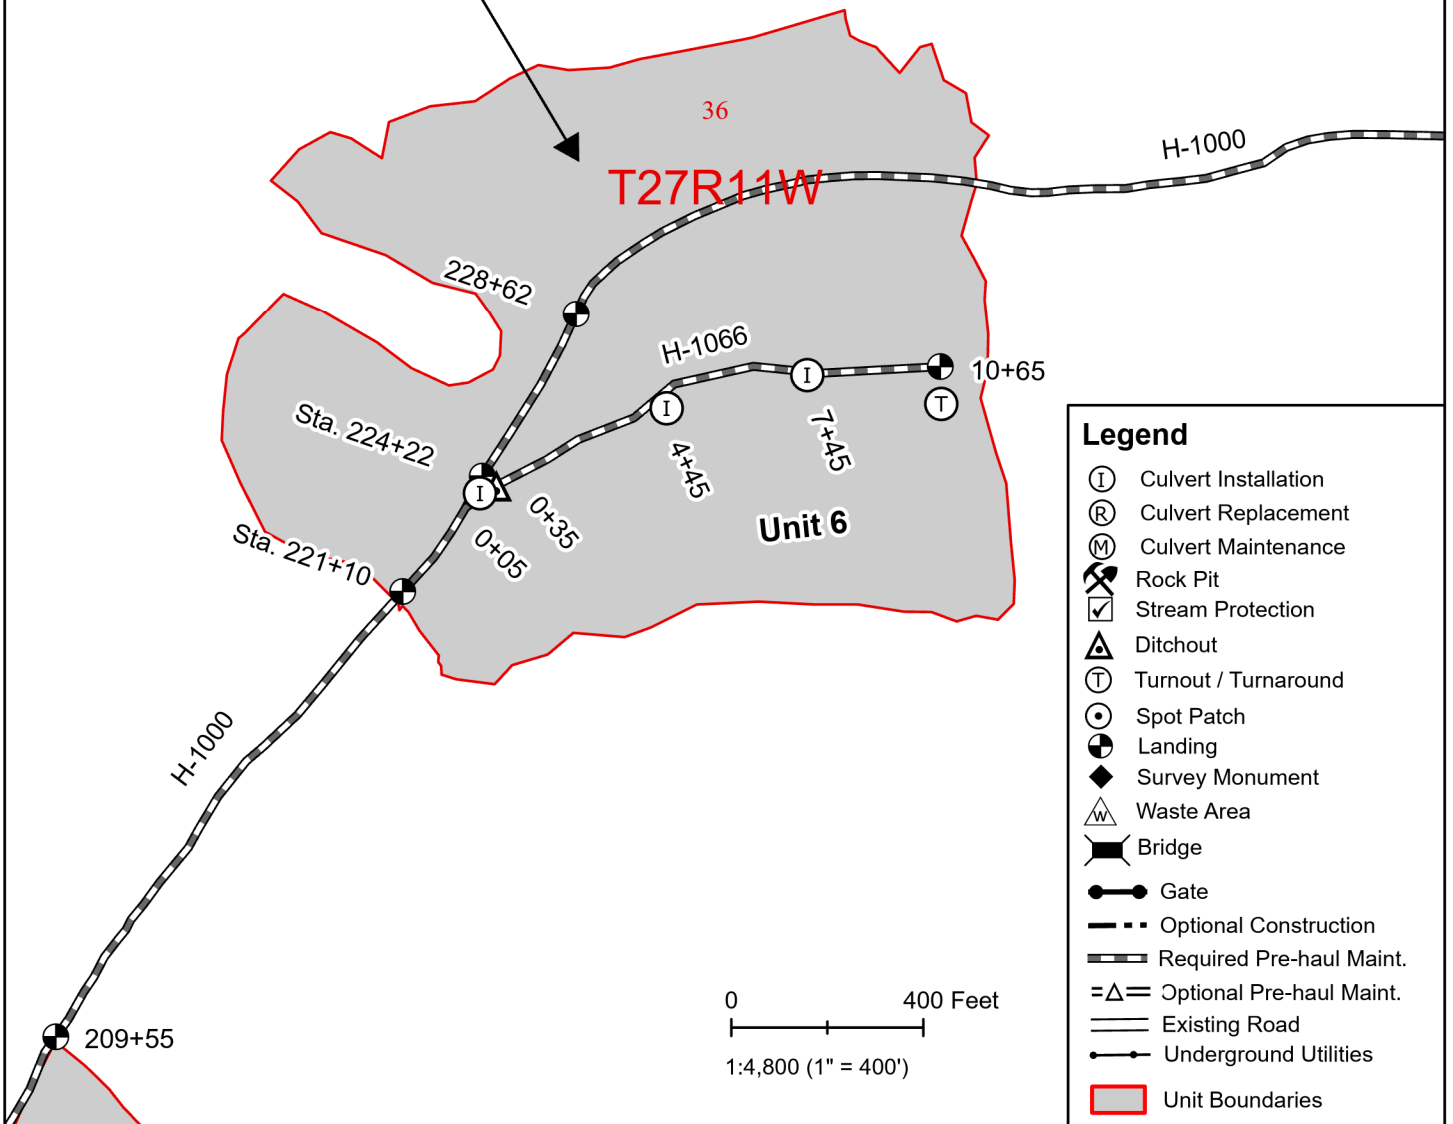 36
T27R11W
H-1000
228+62
H-1066
10+65
I
I
T
Sta. 224+22
7+45
4+45
I
0+35
0+05
Unit 6
Sta. 221+10
H-1000
209+55
0 400 Feet
1:4,800 (1" = 400')
Legend
I Culvert Installation
R Culvert Replacement
M Culvert Maintenance
Rock Pit
Stream Protection
Ditchout
T Turnout / Turnaround
Spot Patch
Landing
Survey Monument
W Waste Area
Bridge
Gate
Optional Construction
Required Pre-haul Maint.
Optional Pre-haul Maint.
Existing Road
Underground Utilities
Unit Boundaries